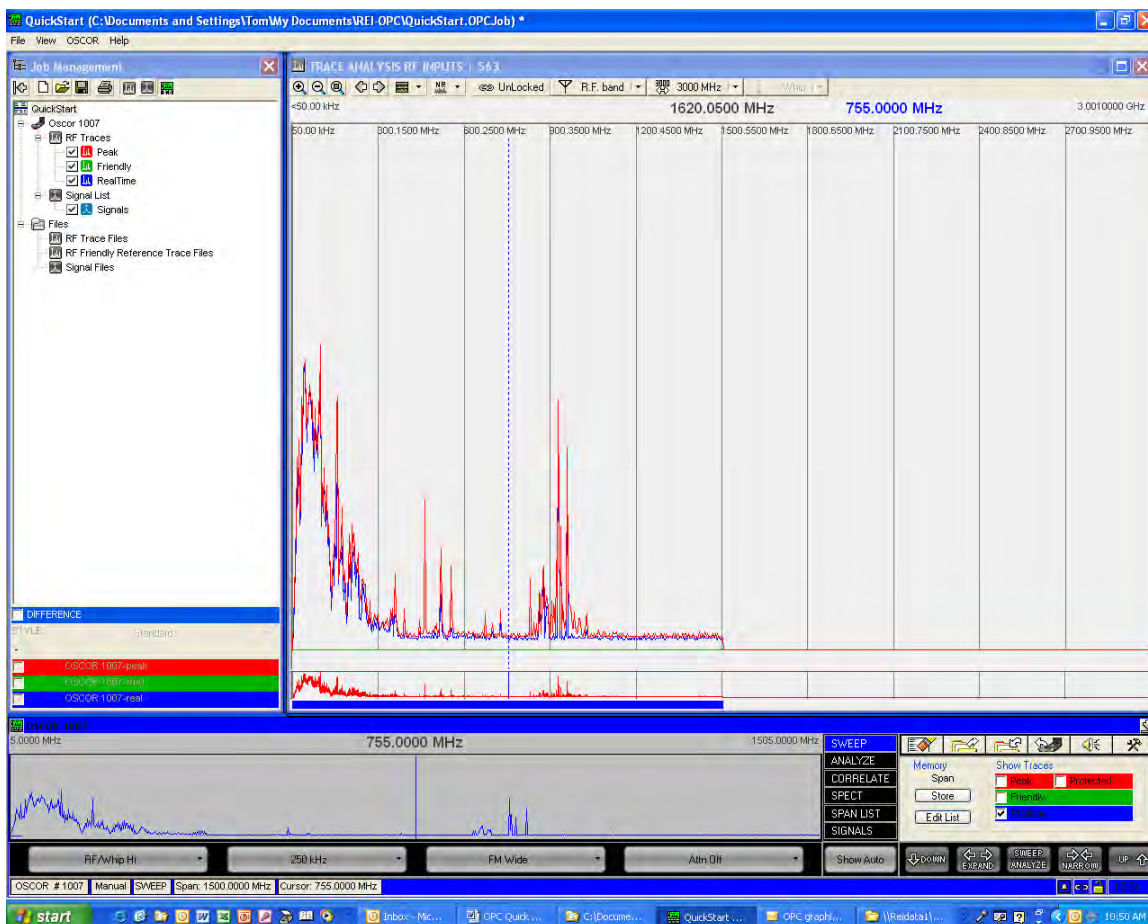 QuickStart (C:\Documents and Settings\Tom\My Documents\REI-OPC\QuickStart.OPCJob) *
File View OSCOR Help
Job Management
TRACE ANALYSIS RF INPUTS | 563
NR UnLocked R.F. band 3000 MHz Whip
<50.00 kHz 1620.0500 MHz 755.0000 MHz 3.0010000 GHz
50.00 kHz 300.1500 MHz 600.2500 MHz 900.3500 MHz 1200.4500 MHz 1500.5500 MHz 1800.6500 MHz 2100.7500 MHz 2400.8500 MHz 2700.9500 MHz
QuickStart
Oscor 1007
RF Traces
Peak
Friendly
RealTime
Signal List
Signals
Files
RF Trace Files
RF Friendly Reference Trace Files
Signal Files
DIFFERENCE
STYLE: Standard
OSCOR 1007-peak
OSCOR 1007-real
OSCOR 1007
5.0000 MHz 755.0000 MHz 1505.0000 MHz
SWEEP
ANALYZE
CORRELATE
SPECT
SPAN LIST
SIGNALS
Memory
Span
Store
Edit List
Show Traces
Peak Protected
Friendly
RF/Whip Hi 250 kHz FM Wide Attn Off Show Auto DOWN EXPAND SWEEP ANALYZE NARROW UP
OSCOR # 1007 Manual SWEEP Span: 1500.0000 MHz Cursor: 755.0000 MHz
start Inbox - Mic... OPC Quick ... C:\Docume... QuickStart ... OPC graphi... \\Reidata1\... 10:50 AM